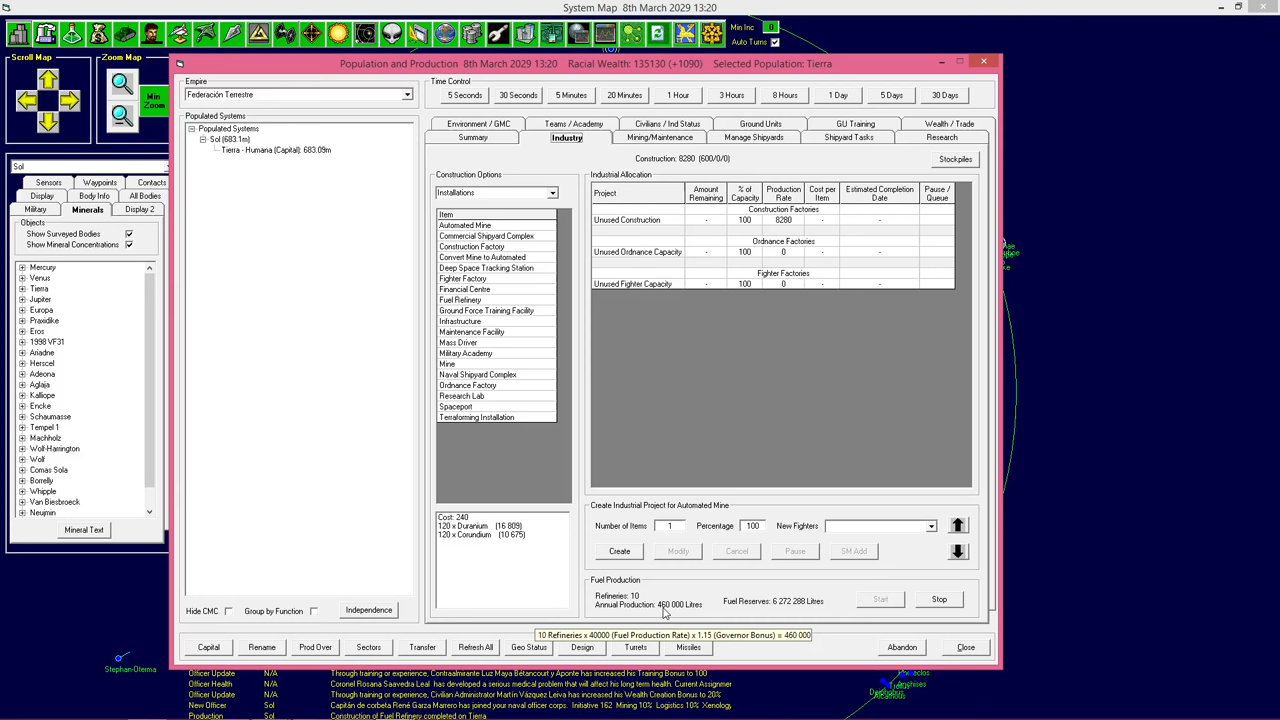 System Map 8th March 2029 13:20
Min Inc 0
Auto Turns
Scroll Map
Zoom Map
Min Zoom
Sol
Sensors Waypoints Contacts
Display Body Info All Bodies
Military Minerals Display 2
Objects
Show Surveyed Bodies
Show Mineral Concentrations
Mercury
Venus
Tierra
Jupiter
Europa
Praxidike
Eros
1998 VF31
Ariadne
Herscel
Adeona
Aglaja
Kalliope
Encke
Schaumasse
Tempel 1
Machholz
Wolf-Harrington
Wolf
Comas Sola
Borrelly
Whipple
Van Biesbroeck
Neujmin
Mineral Text
Population and Production 8th March 2029 13:20 Racial Wealth: 135130 (+1090) Selected Population: Tierra
Empire
Federación Terrestre
Populated Systems
Populated Systems
Sol (683.1m)
Tierra - Humana (Capital): 683.09m
Hide CMC Group by Function Independence
Time Control
5 Seconds 30 Seconds 5 Minutes 20 Minutes 1 Hour 3 Hours 8 Hours 1 Day 5 Days 30 Days
Environment / GMC Teams / Academy Civilians / Ind Status Ground Units GU Training Wealth / Trade
Summary Industry Mining/Maintenance Manage Shipyards Shipyard Tasks Research
Construction: 8280 (600/0/0)
Stockpiles
Construction Options
Installations
Item
Automated Mine
Commercial Shipyard Complex
Construction Factory
Convert Mine to Automated
Deep Space Tracking Station
Fighter Factory
Financial Centre
Fuel Refinery
Ground Force Training Facility
Infrastructure
Maintenance Facility
Mass Driver
Military Academy
Mine
Naval Shipyard Complex
Ordnance Factory
Research Lab
Spaceport
Terraforming Installation
Cost: 240
120 x Duranium (16 809)
120 x Corundium (10 675)
Industrial Allocation
Project Amount Remaining % of Capacity Production Rate Cost per Item Estimated Completion Date Pause / Queue
Construction Factories
Unused Construction - 100 8280 - -
Ordnance Factories
Unused Ordnance Capacity - 100 0 - -
Fighter Factories
Unused Fighter Capacity - 100 0 - -
Create Industrial Project for Automated Mine
Number of Items 1 Percentage 100 New Fighters
Create Modify Cancel Pause SM Add
Fuel Production
Refineries: 10
Annual Production: 460 000 Litres
Fuel Reserves: 6 272 288 Litres
Start Stop
10 Refineries x 40000 (Fuel Production Rate) x 1.15 (Governor Bonus) = 460 000
Capital Rename Prod Over Sectors Transfer Refresh All Geo Status Design Turrets Missiles Abandon Close
Stephan-Oterma
Officer Update N/A Through training or experience, Contraalmirante Luz Maya Bétancourt y Aponte has increased his Training Bonus to 100
Officer Health N/A Coronel Rosana Saavedra Leal has developed a serious medical problem that will affect his long term health. Current Assignmer
Officer Update N/A Through training or experience, Civilian Administrator Martín Vázquez Leiva has increased his Wealth Creation Bonus to 20%
New Officer Sol Capitán de corbeta René Garza Marrero has joined your naval officer corps. Initiative 162 Mining 10% Logistics 10% Xenology
Production Sol Construction of Fuel Refinery completed on Tierra